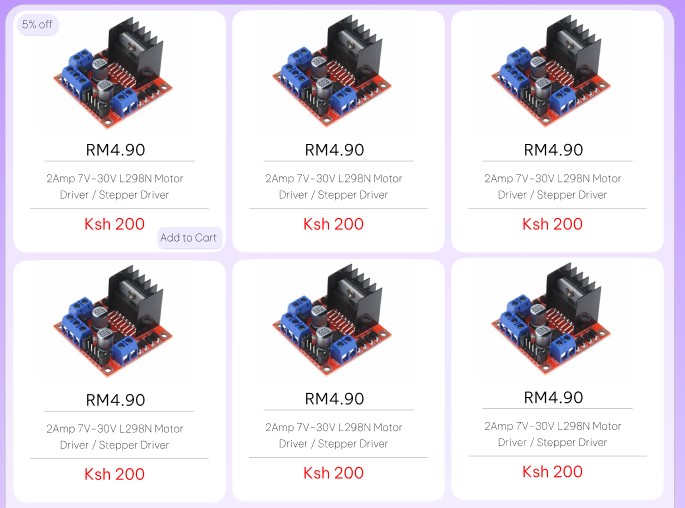 5% off
RM4.90
2Amp 7V-30V L298N Motor
Driver / Stepper Driver
Ksh 200
Add to Cart
RM4.90
2Amp 7V-30V L298N Motor
Driver / Stepper Driver
Ksh 200
RM4.90
2Amp 7V-30V L298N Motor
Driver / Stepper Driver
Ksh 200
RM4.90
2Amp 7V-30V L298N Motor
Driver / Stepper Driver
Ksh 200
RM4.90
2Amp 7V-30V L298N Motor
Driver / Stepper Driver
Ksh 200
RM4.90
2Amp 7V-30V L298N Motor
Driver / Stepper Driver
Ksh 200